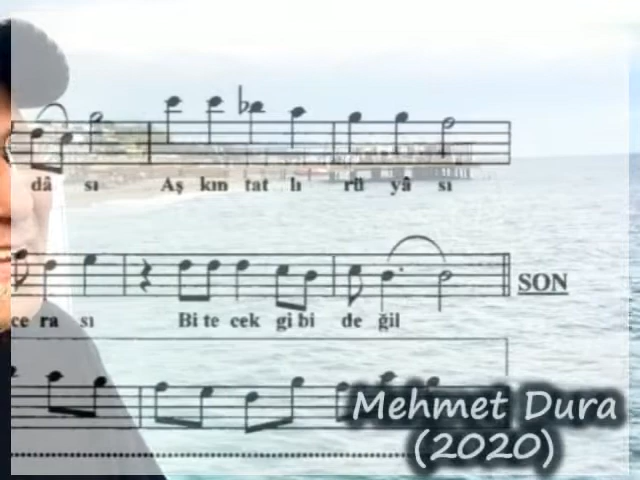 dâ sı Aş kın tat lı rü yâ sı
SON
ce ra sı Bi te cek gi bi de ğil
Mehmet Dura
(2020)